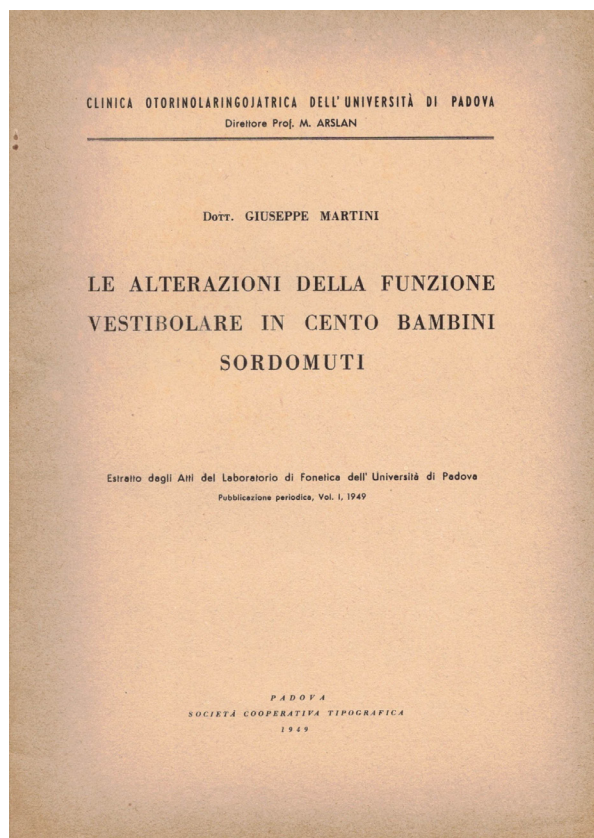 CLINICA OTORINOLARINGOJATRICA DELL'UNIVERSITÀ DI PADOVA
Direttore Prof. M. ARSLAN
Dott. GIUSEPPE MARTINI
LE ALTERAZIONI DELLA FUNZIONE
VESTIBOLARE IN CENTO BAMBINI
SORDOMUTI
Estratto dagli Atti del Laboratorio di Fonetica dell'Università di Padova
Pubblicazione periodica, Vol. I, 1949
PADOVA
SOCIETÀ COOPERATIVA TIPOGRAFICA
1949